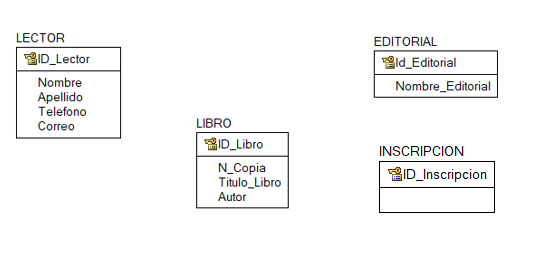 LECTOR
ID_Lector
Nombre
Apellido
Telefono
Correo
LIBRO
ID_Libro
N_Copia
Titulo_Libro
Autor
EDITORIAL
Id_Editorial
Nombre_Editorial
INSCRIPCION
ID_Inscripcion